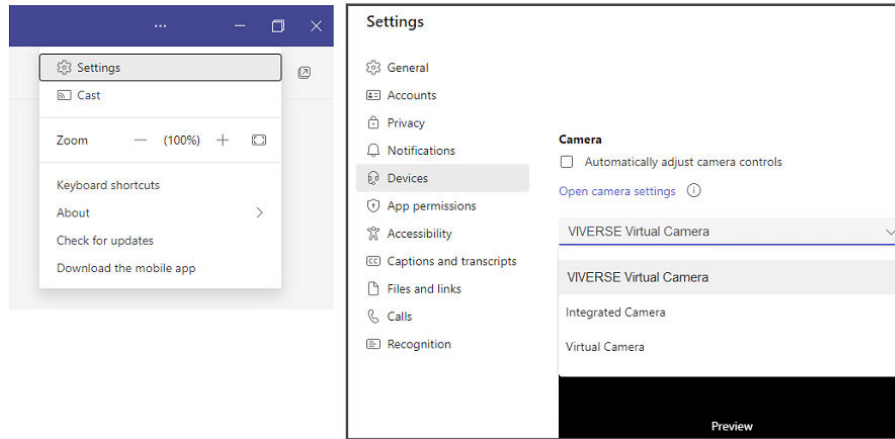 ...
Settings
Cast
Zoom — (100%) +
Keyboard shortcuts
About
Check for updates
Download the mobile app
Settings
General
Accounts
Privacy
Notifications
Devices
App permissions
Accessibility
CC Captions and transcripts
Files and links
Calls
Recognition
Camera
Automatically adjust camera controls
Open camera settings
VIVERSE Virtual Camera
VIVERSE Virtual Camera
Integrated Camera
Virtual Camera
Preview